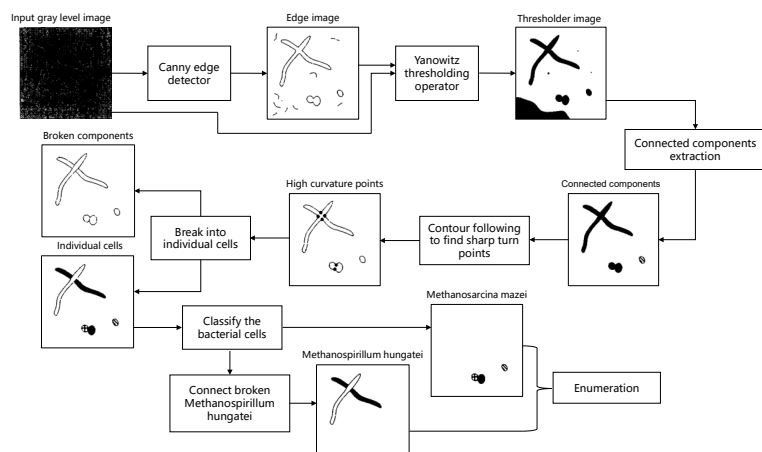 Input gray level image
Canny edge
detector
Edge image
Yanowitz
thresholding
operator
Thresholder image
Connected components
extraction
Connected components
Contour following
to find sharp turn
points
High curvature points
Break into
individual cells
Broken components
Individual cells
Classify the
bacterial cells
Methanosarcina mazei
Connect broken
Methanospirillum
hungatei
Methanospirillum hungatei
Enumeration